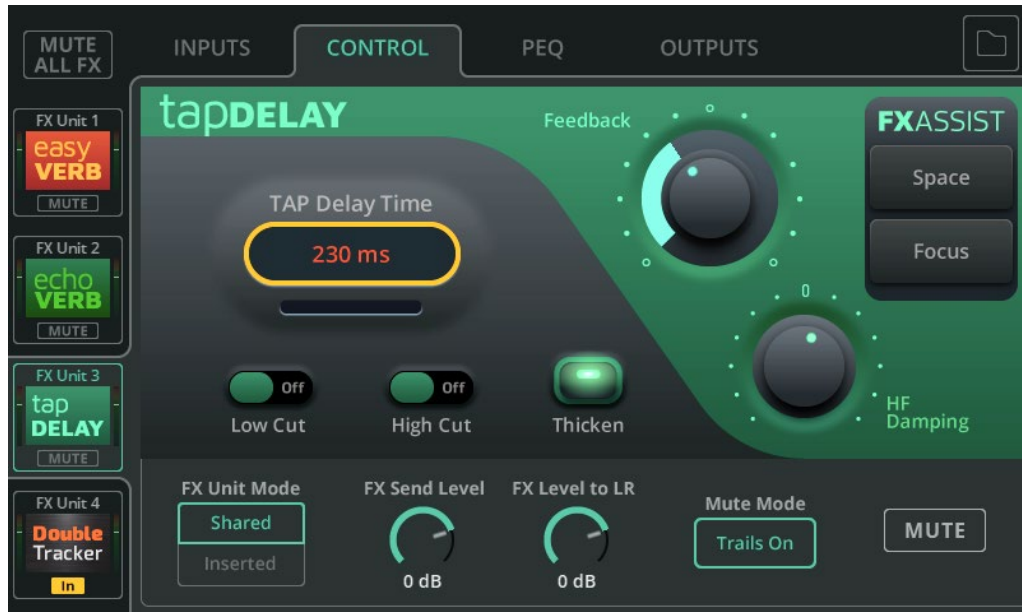 MUTE
ALL FX
INPUTS
CONTROL
PEQ
OUTPUTS
FX Unit 1
easy
VERB
MUTE
FX Unit 2
echo
VERB
MUTE
FX Unit 3
tap
DELAY
MUTE
FX Unit 4
Double
Tracker
In
tapDELAY
Feedback
FXASSIST
Space
Focus
TAP Delay Time
230 ms
0
Off
Low Cut
Off
High Cut
Thicken
HF
Damping
FX Unit Mode
Shared
Inserted
FX Send Level
0 dB
FX Level to LR
0 dB
Mute Mode
Trails On
MUTE